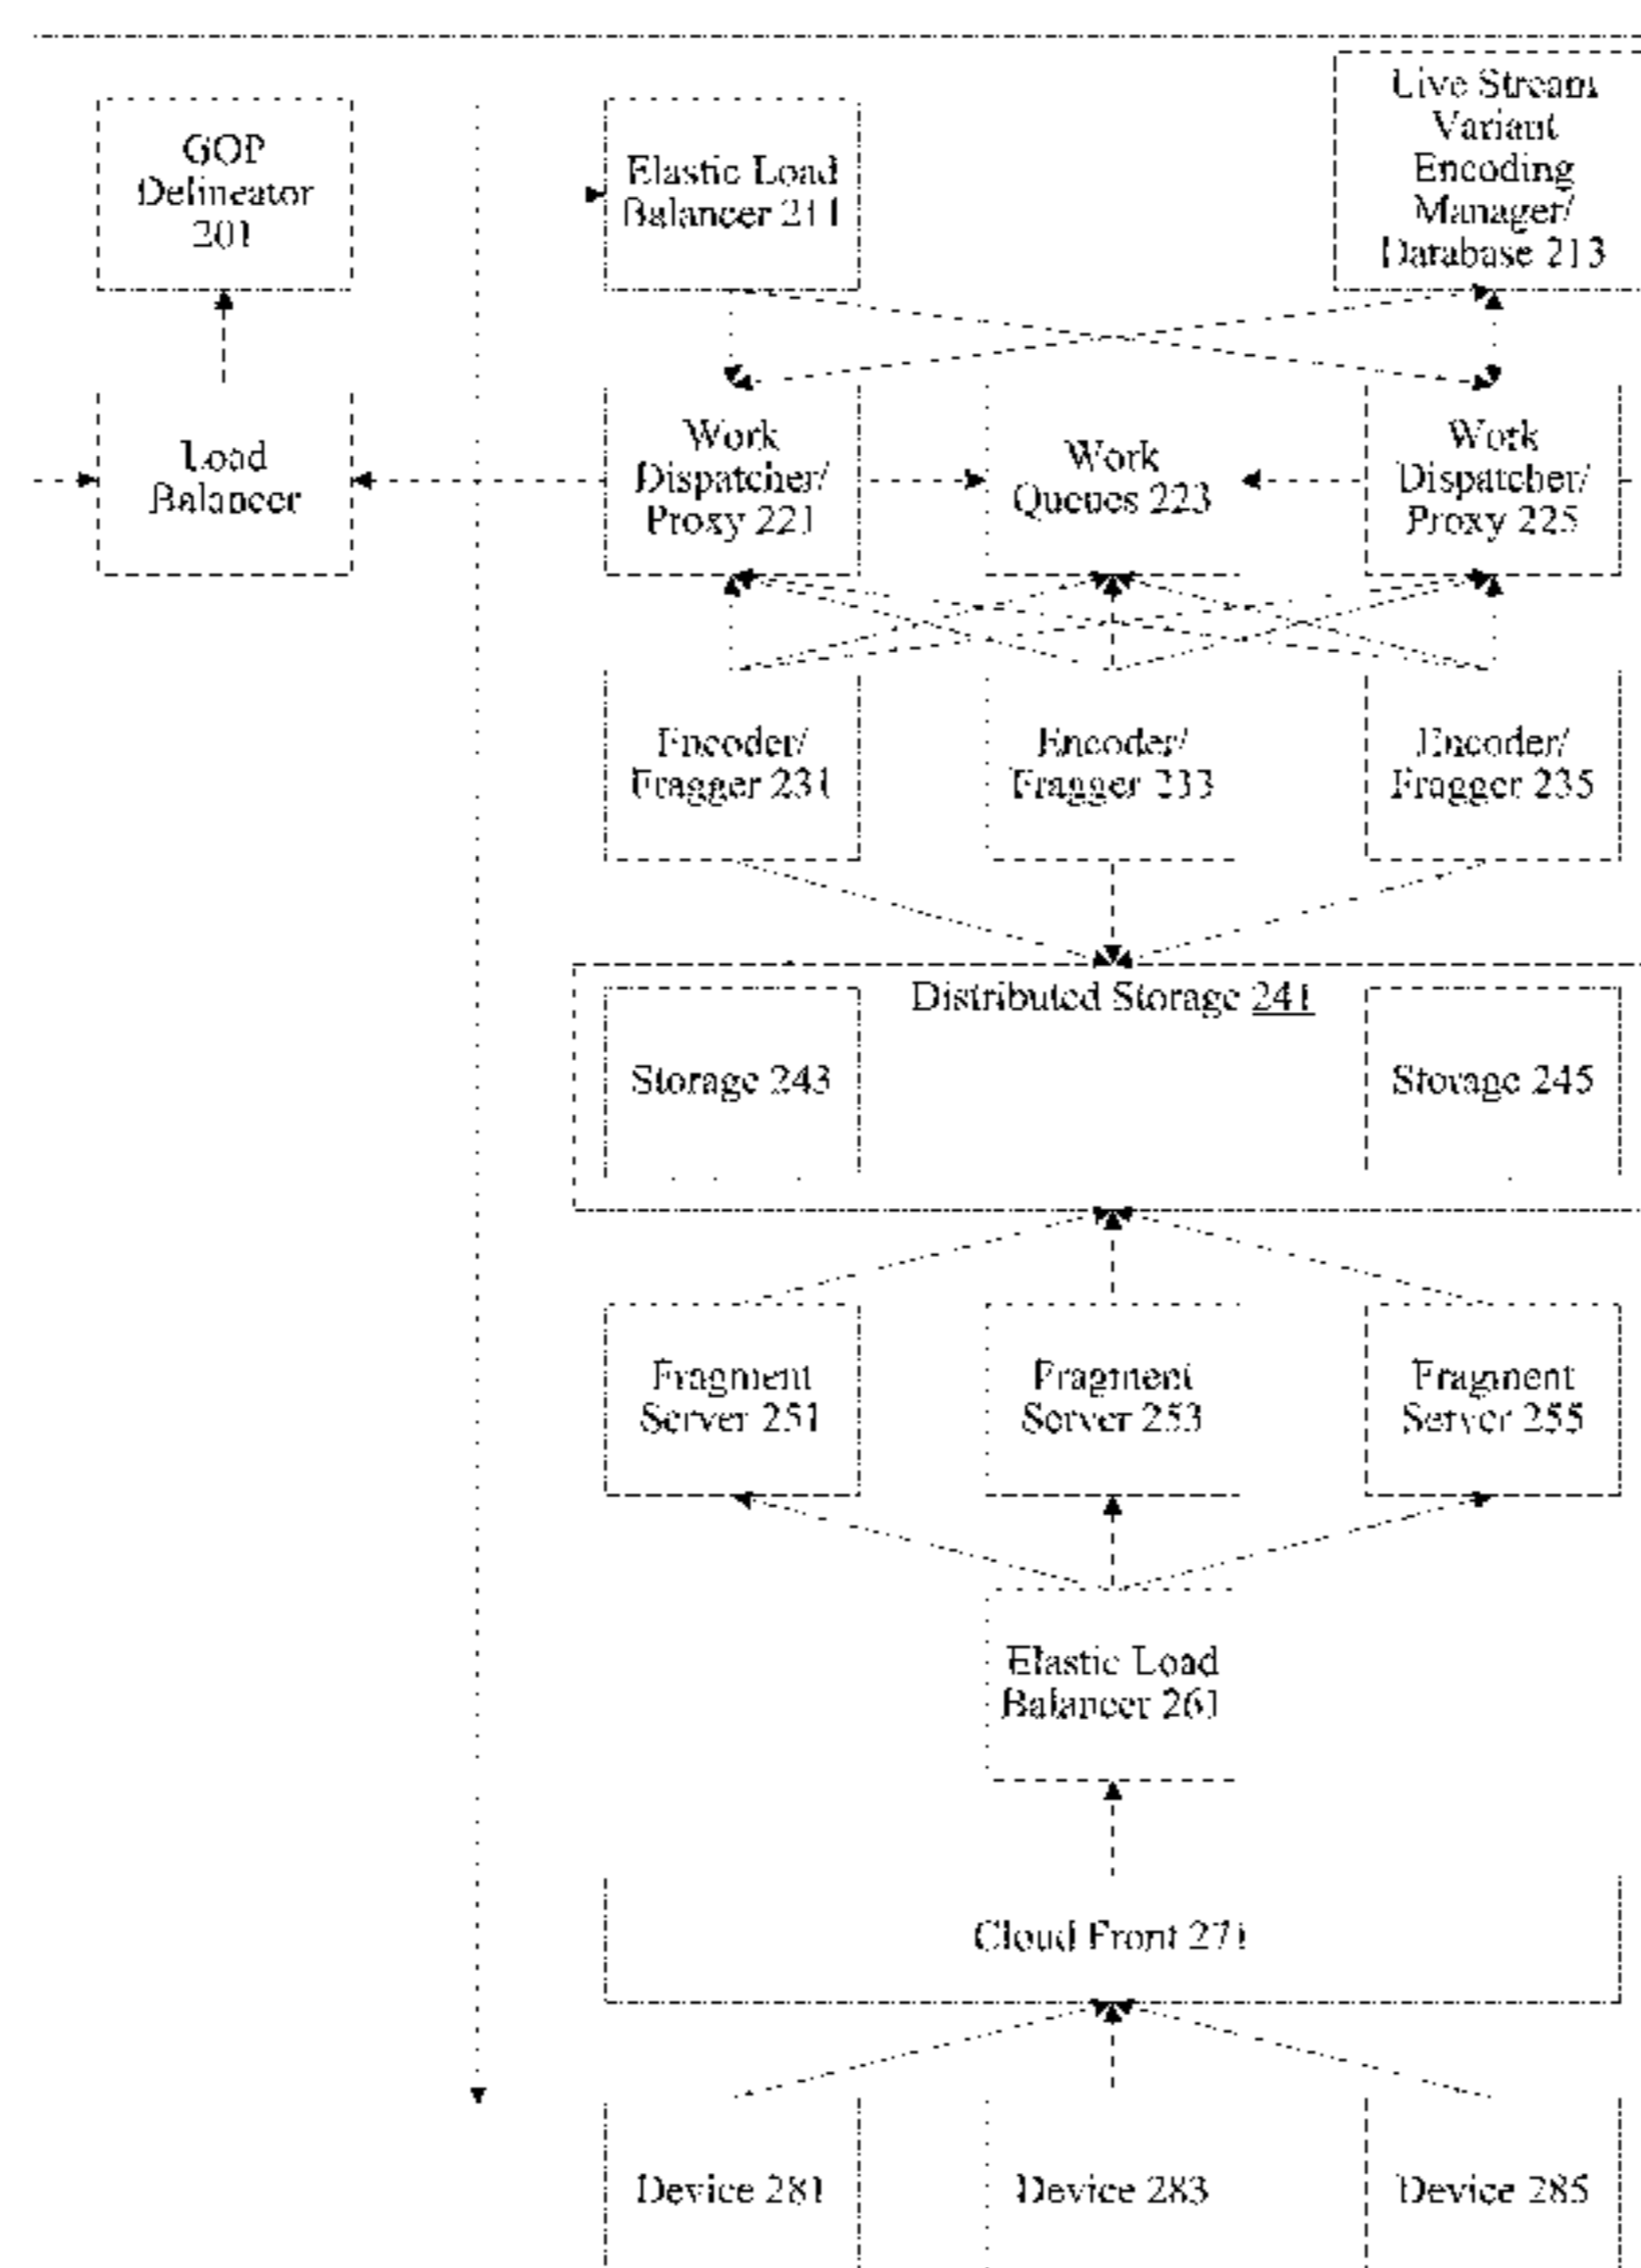 GOP
Delineator
201
Elastic Load
Balancer 211
Live Stream
Variant
Encoding
Manager/
Database 213
Load
Balancer
Work
Dispatcher/
Proxy 221
Work
Queues 223
Work
Dispatcher/
Proxy 225
Encoder/
Fragger 231
Encoder/
Fragger 233
Encoder/
Fragger 235
Distributed Storage 241
Storage 243
Storage 245
Fragment
Server 251
Fragment
Server 253
Fragment
Server 255
Elastic Load
Balancer 261
Cloud Front 271
Device 281
Device 283
Device 285